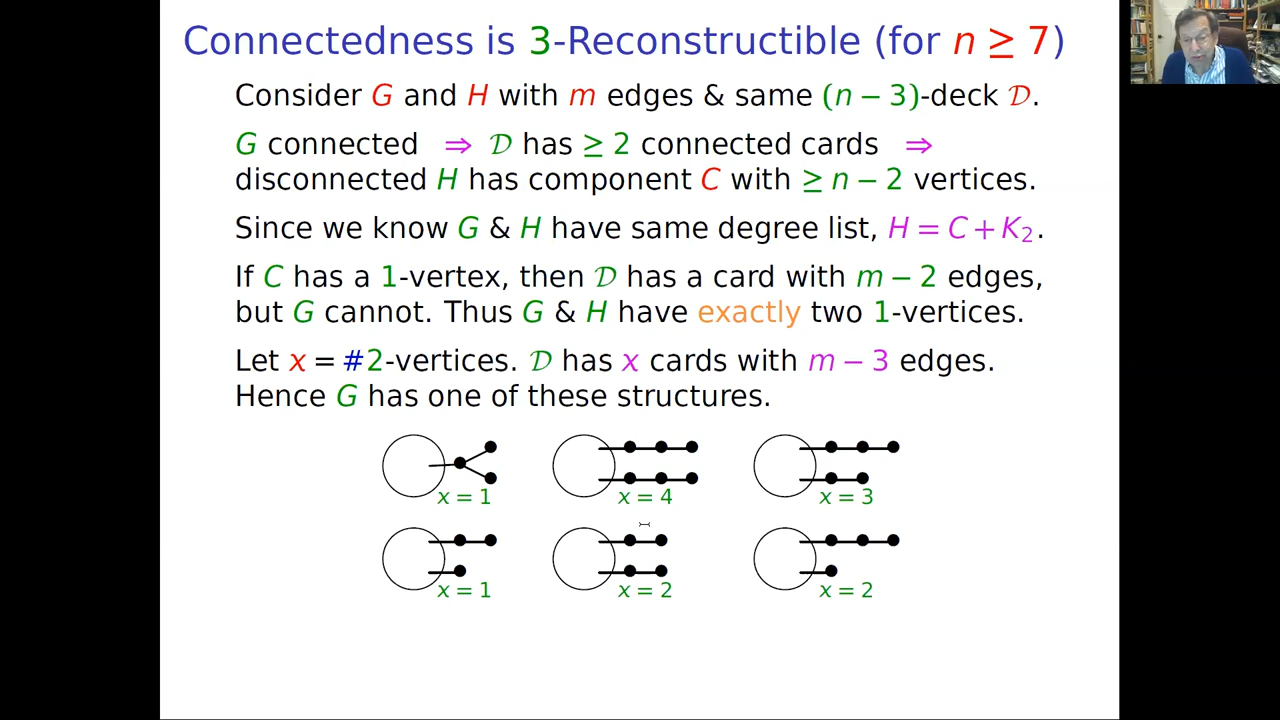 Connectedness is 3-Reconstructible (for n ≥ 7)
Consider G and H with m edges & same (n − 3)-deck 𝒟.
G connected ⇒ 𝒟 has ≥ 2 connected cards ⇒
disconnected H has component C with ≥ n − 2 vertices.
Since we know G & H have same degree list, H = C + K₂.
If C has a 1-vertex, then 𝒟 has a card with m − 2 edges,
but G cannot. Thus G & H have exactly two 1-vertices.
Let x = #2-vertices. 𝒟 has x cards with m − 3 edges.
Hence G has one of these structures.
x = 1 x = 4 x = 3
x = 1 x = 2 x = 2